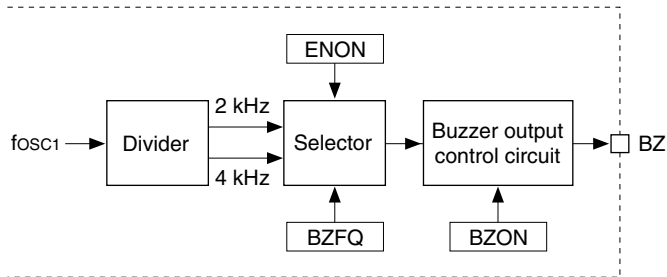 ENON
2 kHz
fOSC1
Divider
Selector
Buzzer output
control circuit
BZ
4 kHz
BZFQ
BZON